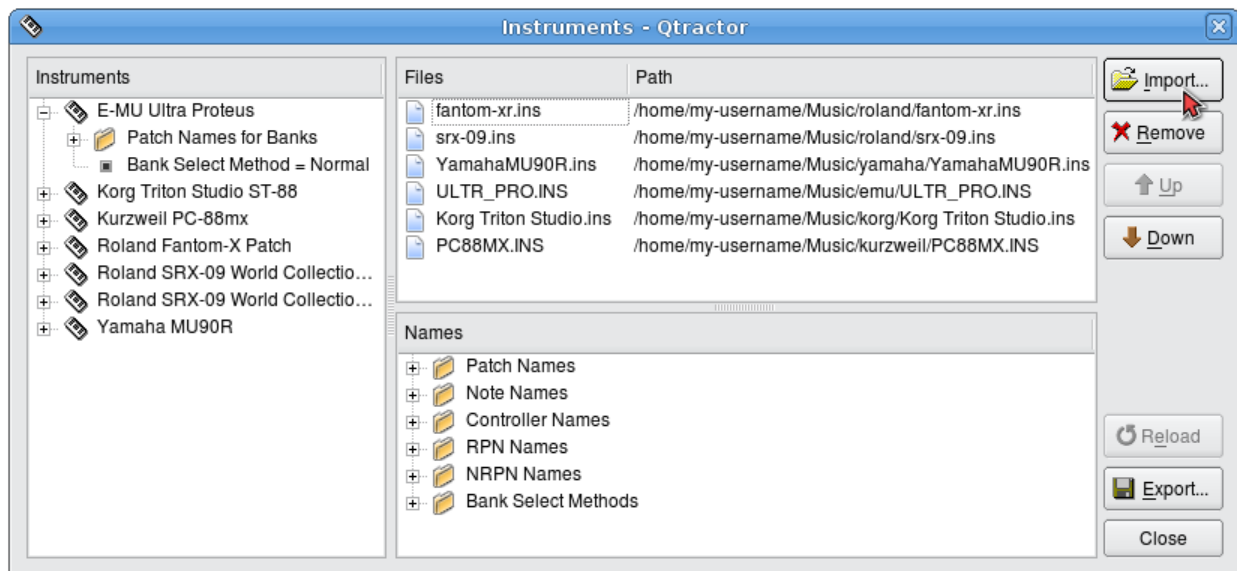 Instruments - Qtractor
Instruments
E-MU Ultra Proteus
Patch Names for Banks
Bank Select Method = Normal
Korg Triton Studio ST-88
Kurzweil PC-88mx
Roland Fantom-X Patch
Roland SRX-09 World Collectio...
Roland SRX-09 World Collectio...
Yamaha MU90R
Files Path
fantom-xr.ins /home/my-username/Music/roland/fantom-xr.ins
srx-09.ins /home/my-username/Music/roland/srx-09.ins
YamahaMU90R.ins /home/my-username/Music/yamaha/YamahaMU90R.ins
ULTR_PRO.INS /home/my-username/Music/emu/ULTR_PRO.INS
Korg Triton Studio.ins /home/my-username/Music/korg/Korg Triton Studio.ins
PC88MX.INS /home/my-username/Music/kurzweil/PC88MX.INS
Names
Patch Names
Note Names
Controller Names
RPN Names
NRPN Names
Bank Select Methods
Import...
Remove
Up
Down
Reload
Export...
Close